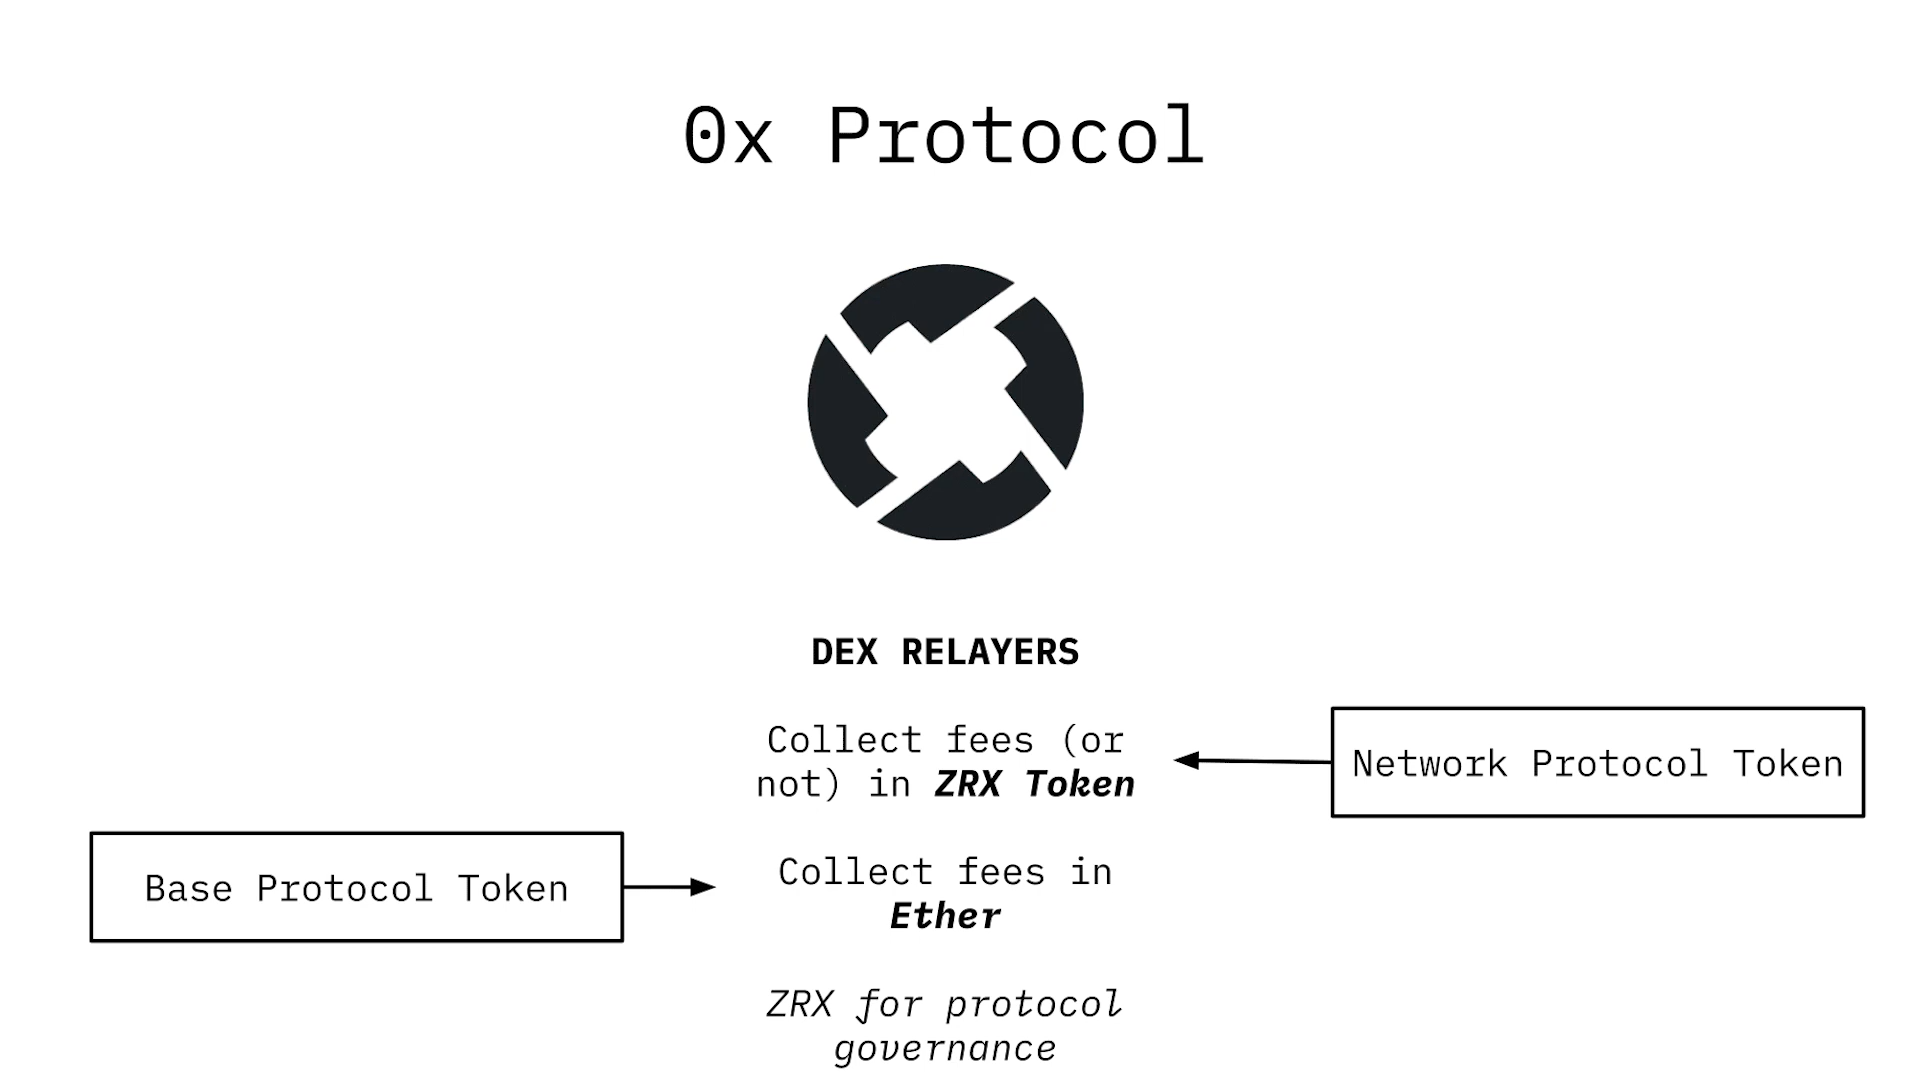 0x Protocol
DEX RELAYERS
Collect fees (or
not) in ZRX Token
Network Protocol Token
Collect fees in
Ether
Base Protocol Token
ZRX for protocol
governance